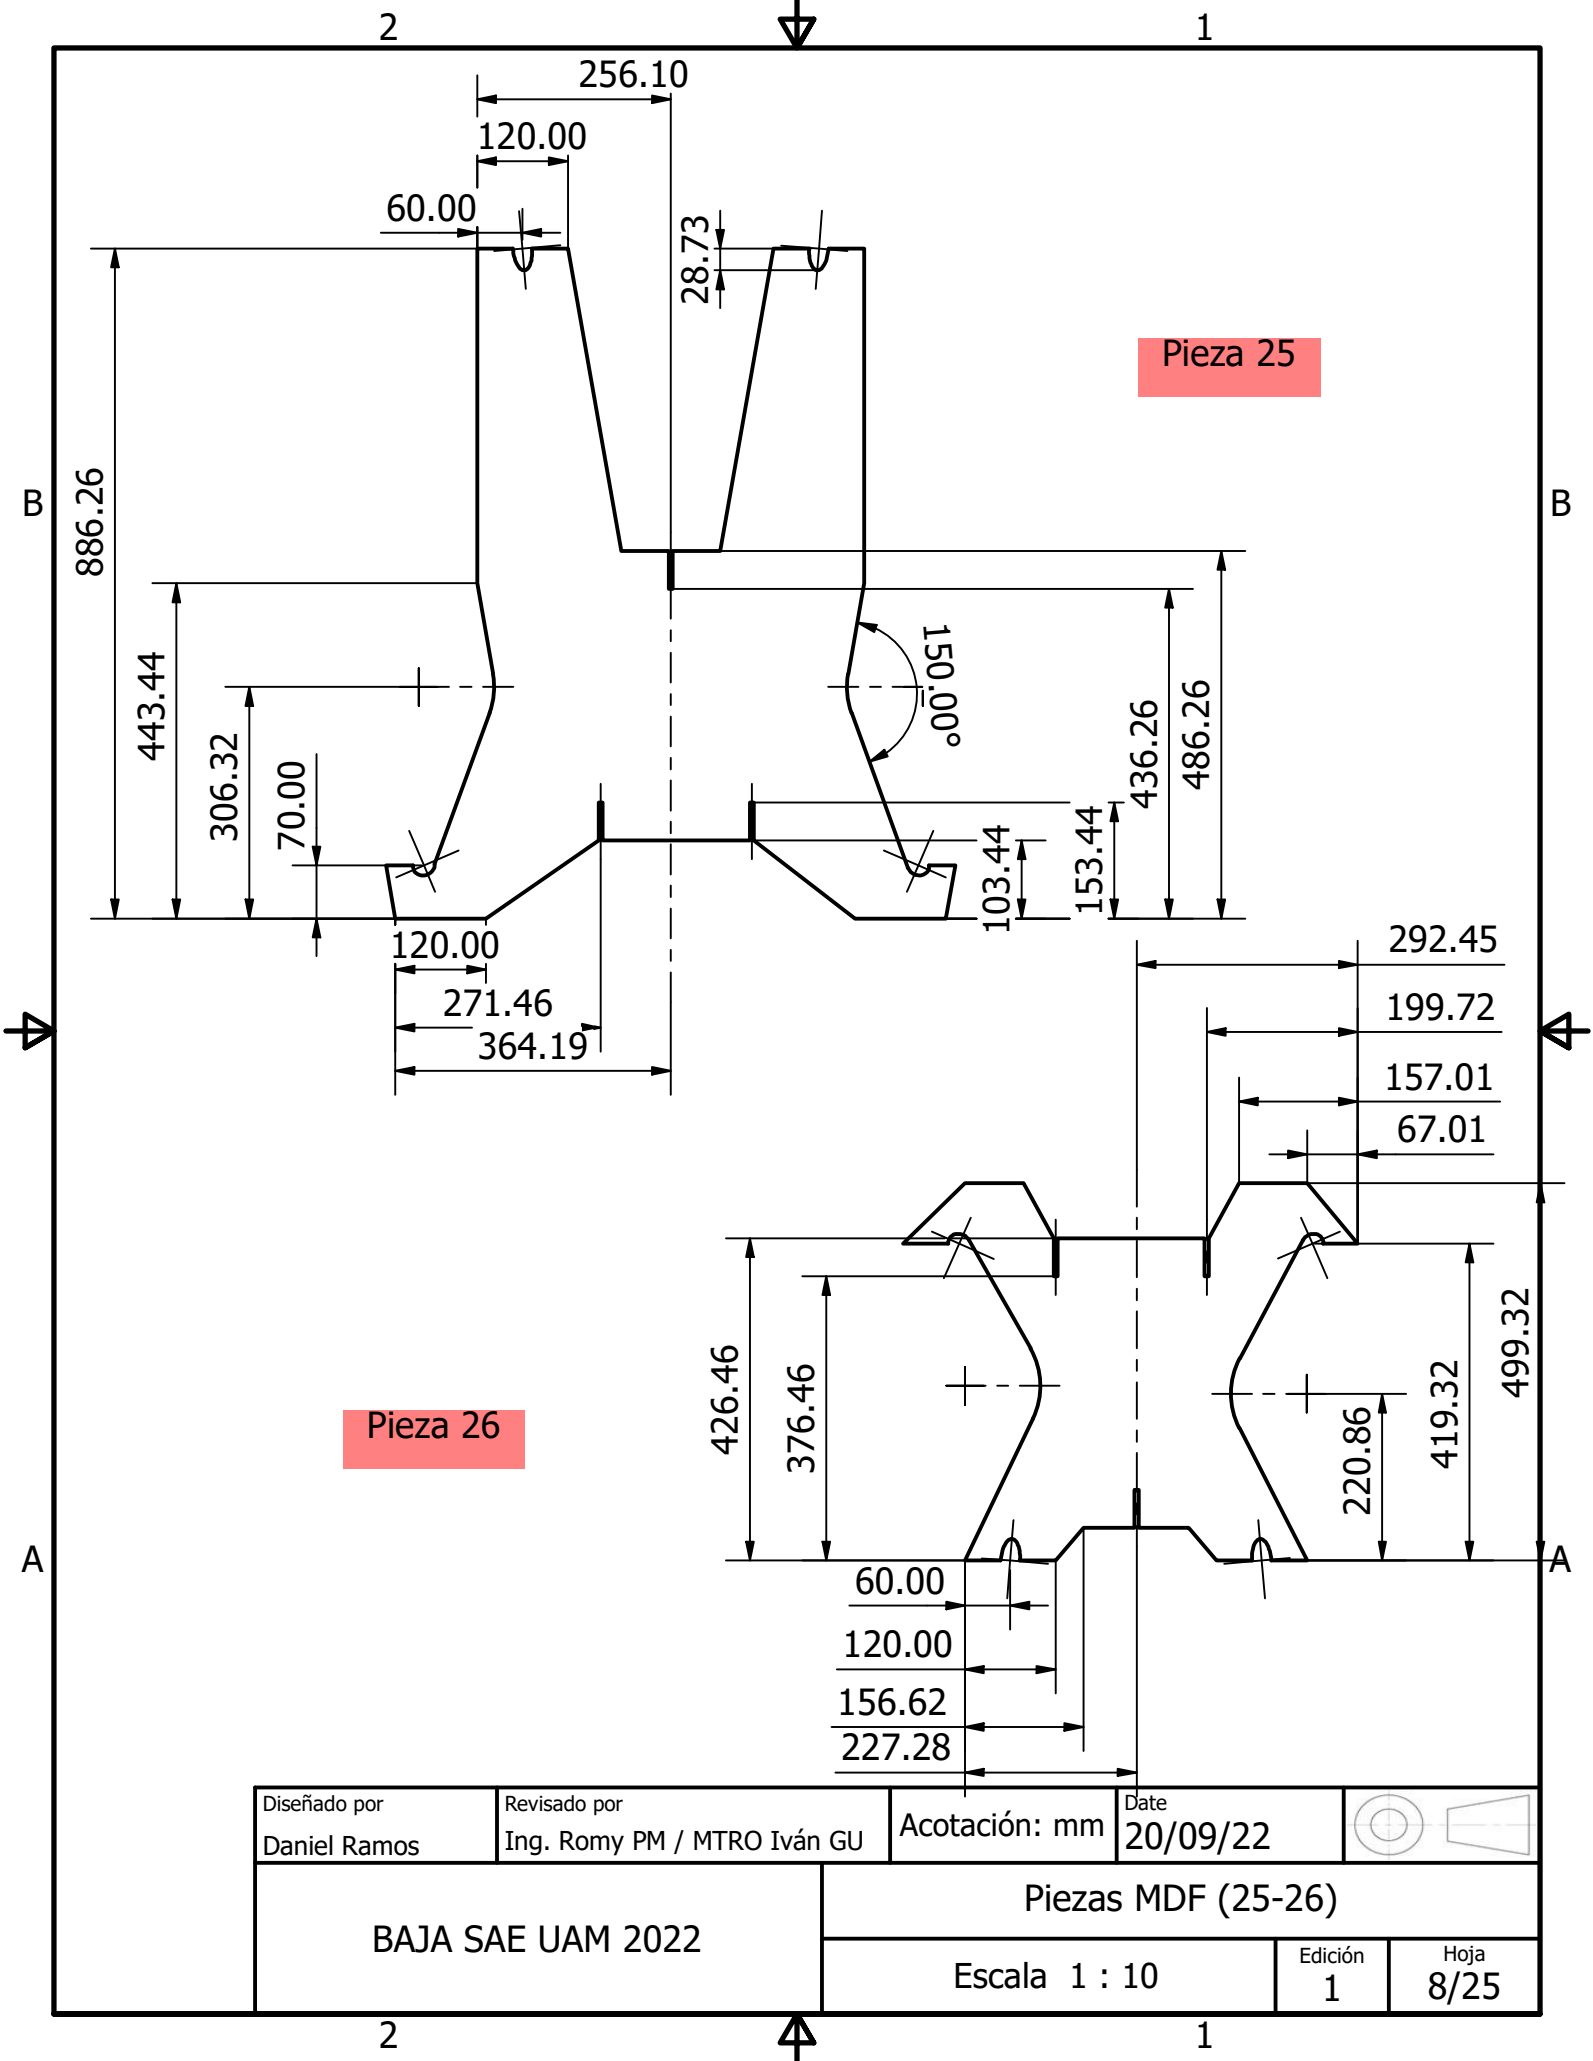 2
1
256.10
120.00
60.00
28.73
Pieza 25
B
B
886.26
443.44
306.32
70.00
150.00°
436.26
486.26
103.44
153.44
120.00
271.46
364.19
292.45
199.72
157.01
67.01
426.46
376.46
499.32
419.32
220.86
Pieza 26
A
A
60.00
120.00
156.62
227.28
Diseñado por
Daniel Ramos
Revisado por
Ing. Romy PM / MTRO Iván GU
Acotación: mm
Date
20/09/22
BAJA SAE UAM 2022
Piezas MDF (25-26)
Escala 1 : 10
Edición
1
Hoja
8/25
2
1